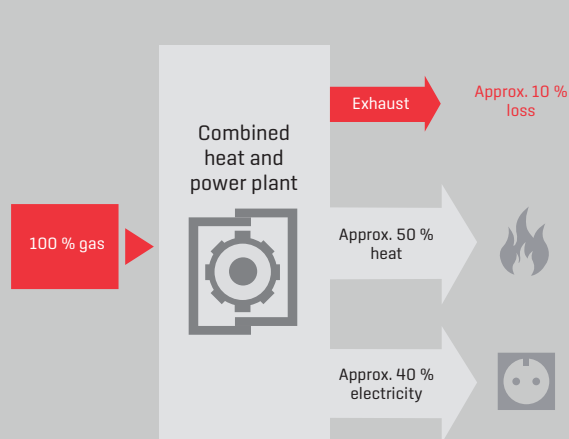 Exhaust
Approx. 10 %
loss
Combined
heat and
power plant
100 % gas
Approx. 50 %
heat
Approx. 40 %
electricity